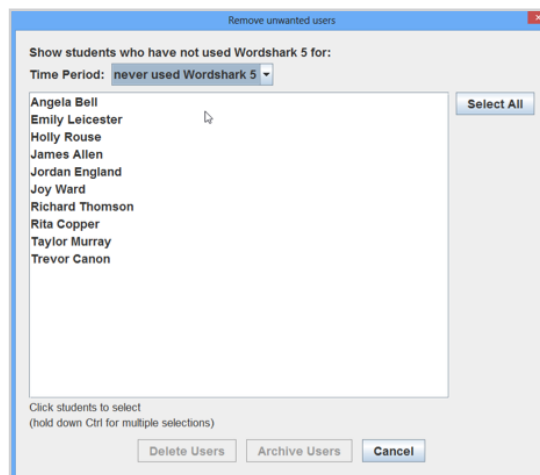 Remove unwanted users
Show students who have not used Wordshark 5 for:
Time Period: never used Wordshark 5
Angela Bell
Select All
Emily Leicester
Holly Rouse
James Allen
Jordan England
Joy Ward
Richard Thomson
Rita Copper
Taylor Murray
Trevor Canon
Click students to select
(hold down Ctrl for multiple selections)
Delete Users Archive Users Cancel